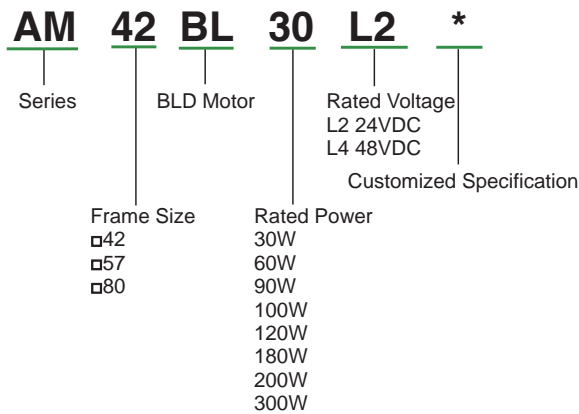 AM 42 BL 30 L2 *
Series
BLD Motor
Rated Voltage
L2 24VDC
L4 48VDC
Customized Specification
Frame Size
□42
□57
□80
Rated Power
30W
60W
90W
100W
120W
180W
200W
300W